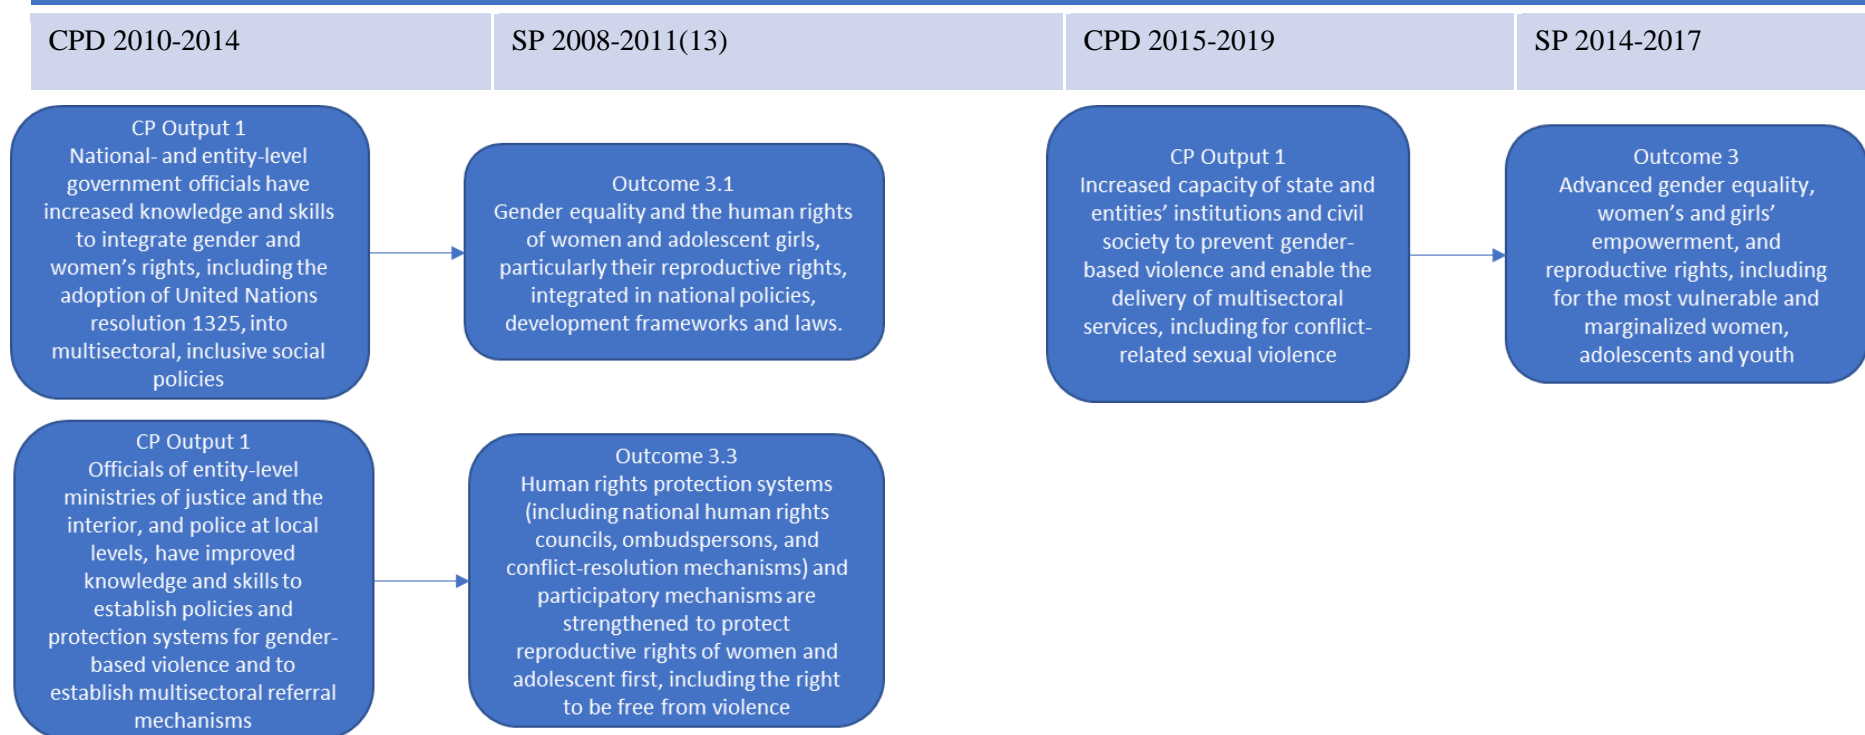 CPD 2010-2014
SP 2008-2011(13)
CPD 2015-2019
SP 2014-2017
CP Output 1
National- and entity-level
government officials have
increased knowledge and skills
to integrate gender and
women's rights, including the
adoption of United Nations
resolution 1325, into
multisectoral, inclusive social
policies
Outcome 3.1
Gender equality and the human rights
of women and adolescent girls,
particularly their reproductive rights,
integrated in national policies,
development frameworks and laws.
CP Output 1
Increased capacity of state and
entities' institutions and civil
society to prevent gender-
based violence and enable the
delivery of multisectoral
services, including for conflict-
related sexual violence
Outcome 3
Advanced gender equality,
women's and girls'
empowerment, and
reproductive rights, including
for the most vulnerable and
marginalized women,
adolescents and youth
CP Output 1
Officials of entity-level
ministries of justice and the
interior, and police at local
levels, have improved
knowledge and skills to
establish policies and
protection systems for gender-
based violence and to
establish multisectoral referral
mechanisms
Outcome 3.3
Human rights protection systems
(including national human rights
councils, ombudspersons, and
conflict-resolution mechanisms) and
participatory mechanisms are
strengthened to protect
reproductive rights of women and
adolescent first, including the right
to be free from violence